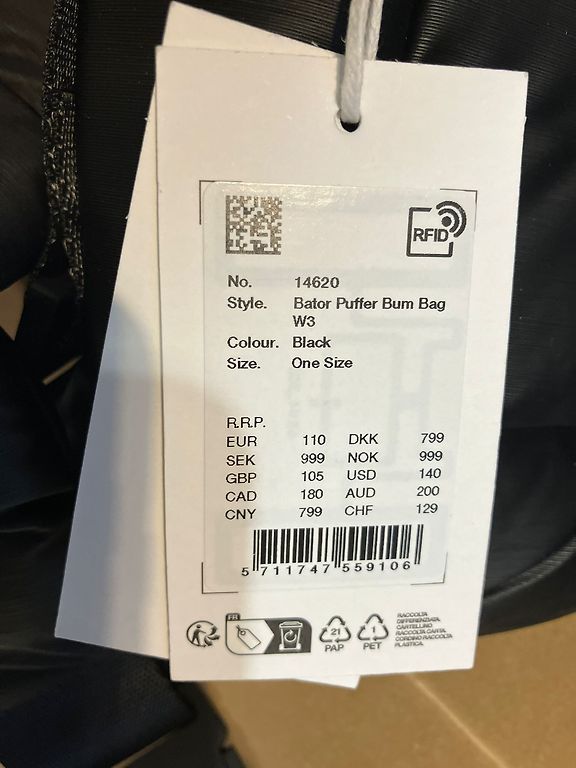 RFID
No. 14620
Style. Bator Puffer Bum Bag
W3
Colour. Black
Size. One Size
R.R.P.
EUR 110 DKK 799
SEK 999 NOK 999
GBP 105 USD 140
CAD 180 AUD 200
CNY 799 CHF 129
5 711747 559106
FR
21
PAP
1
PET
RACCOLTA
DIFFERENZIATA.
CARTELLINO
RACCOLTA CARTA.
CORDINO RACCOLTA
PLASTICA.